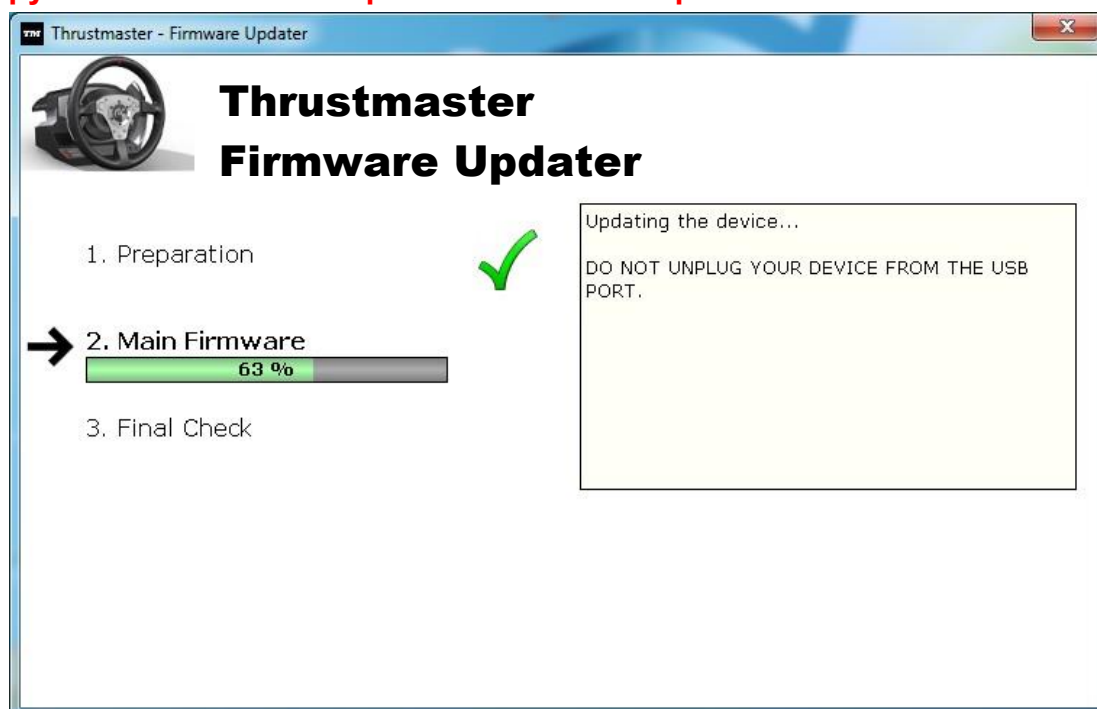 Thrustmaster - Firmware Updater
Thrustmaster
Firmware Updater
1. Preparation
Updating the device...
DO NOT UNPLUG YOUR DEVICE FROM THE USB
PORT.
2. Main Firmware
63 %
3. Final Check